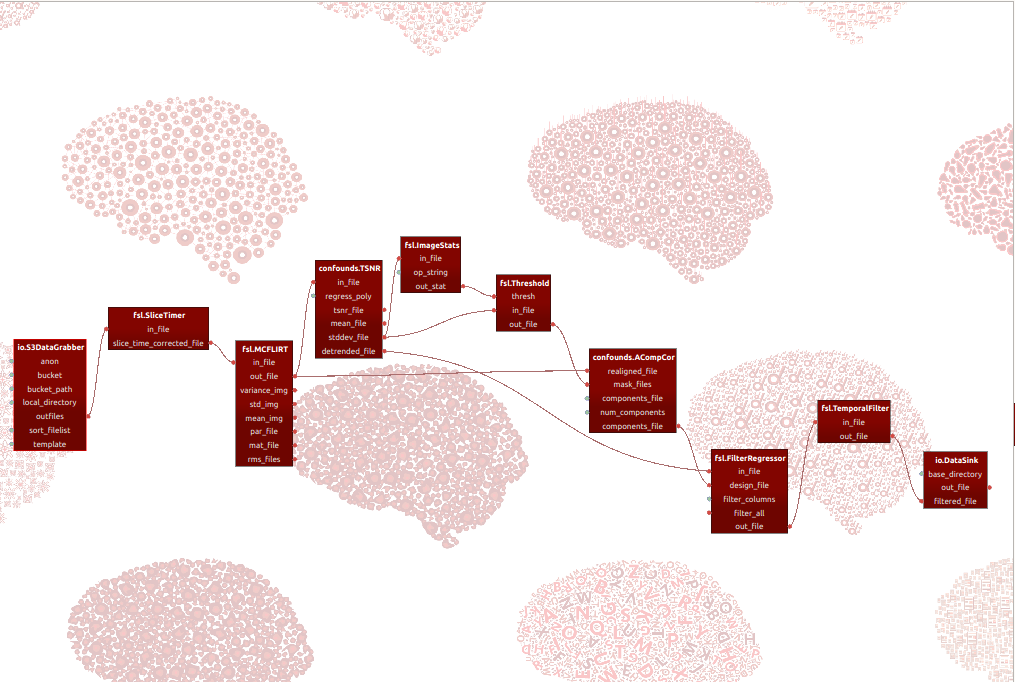 io.S3DataGrabber
anon
bucket
bucket_path
local_directory
outfiles
sort_filelist
template
fsl.SliceTimer
in_file
slice_time_corrected_file
fsl.MCFLIRT
in_file
out_file
variance_img
std_img
mean_img
par_file
mat_file
rms_files
confounds.TSNR
in_file
regress_poly
tsnr_file
mean_file
stddev_file
detrended_file
fsl.ImageStats
in_file
op_string
out_stat
fsl.Threshold
thresh
in_file
out_file
confounds.ACompCor
realigned_file
mask_files
components_file
num_components
components_file
fsl.FilterRegressor
in_file
design_file
filter_columns
filter_all
out_file
fsl.TemporalFilter
in_file
out_file
io.DataSink
base_directory
out_file
filtered_file